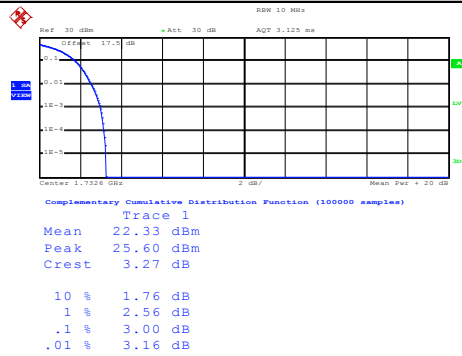 RBW 10 MHz
Ref 30 dBm Att 30 dB AQT 3.125 ms
Offset 17.5 dB
0.1
0.01
1E-3
1E-4
1E-5
1 SA
VIEW
A
LV
3D
Center 1.7326 GHz 2 dB/ Mean Pwr + 20 dB
Complementary Cumulative Distribution Function (100000 samples)
Trace 1
Mean 22.33 dBm
Peak 25.60 dBm
Crest 3.27 dB
10 % 1.76 dB
1 % 2.56 dB
.1 % 3.00 dB
.01 % 3.16 dB